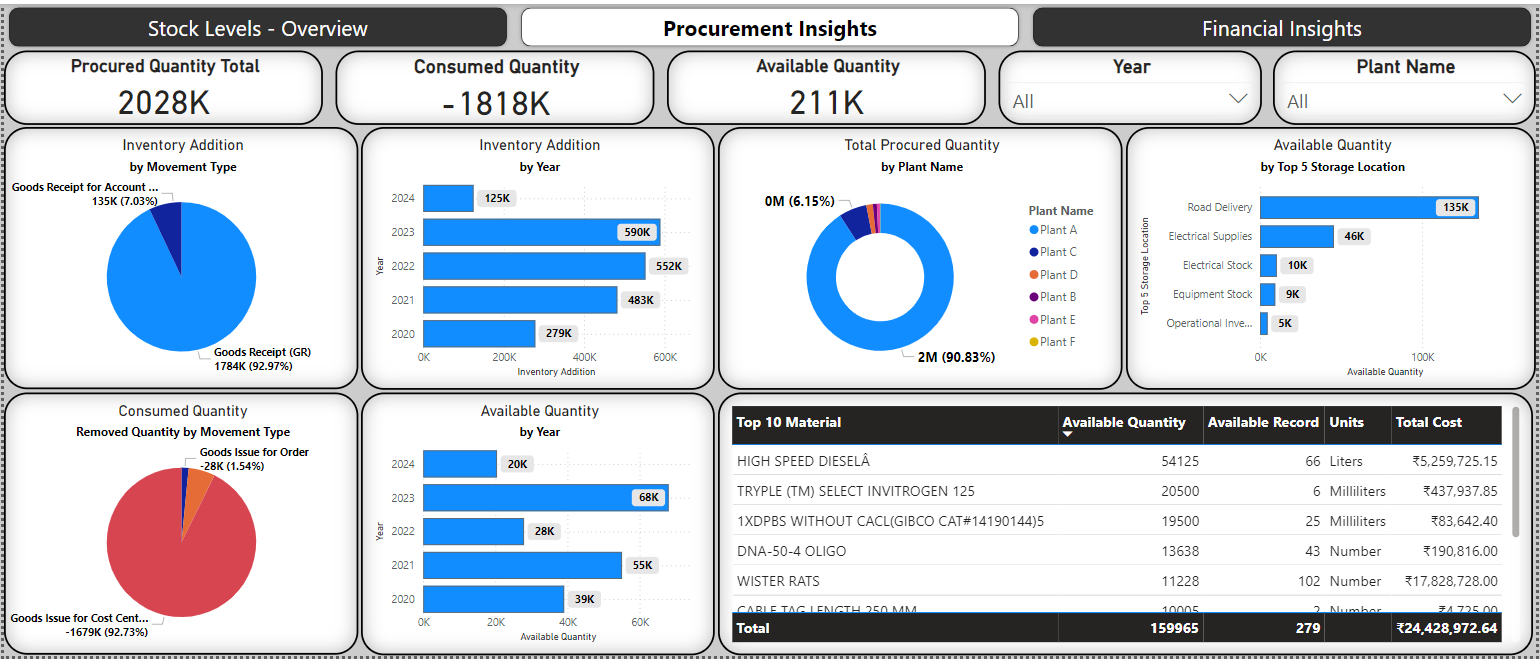 Stock Levels - Overview
Procurement Insights
Financial Insights
Procured Quantity Total
2028K
Consumed Quantity
-1818K
Available Quantity
211K
Year
All
Plant Name
All
Inventory Addition
by Movement Type
Goods Receipt for Account ...
135K (7.03%)
Goods Receipt (GR)
1784K (92.97%)
Inventory Addition
by Year
Year
2024
125K
2023
590K
2022
552K
2021
483K
2020
279K
0K 200K 400K 600K
Inventory Addition
Total Procured Quantity
by Plant Name
0M (6.15%)
2M (90.83%)
Plant Name
Plant A
Plant C
Plant D
Plant B
Plant E
Plant F
Available Quantity
by Top 5 Storage Location
Top 5 Storage Location
Road Delivery
135K
Electrical Supplies
46K
Electrical Stock
10K
Equipment Stock
9K
Operational Inve...
5K
0K 100K
Available Quantity
Consumed Quantity
Removed Quantity by Movement Type
Goods Issue for Order
-28K (1.54%)
Goods Issue for Cost Cent...
-1679K (92.73%)
Available Quantity
by Year
Year
2024
20K
2023
68K
2022
28K
2021
55K
2020
39K
0K 20K 40K 60K
Available Quantity
Top 10 Material Available Quantity Available Record Units Total Cost
HIGH SPEED DIESELÂ 54125 66 Liters ₹5,259,725.15
TRYPLE (TM) SELECT INVITROGEN 125 20500 6 Milliliters ₹437,937.85
1XDPBS WITHOUT CACL(GIBCO CAT#14190144)5 19500 25 Milliliters ₹83,642.40
DNA-50-4 OLIGO 13638 43 Number ₹190,816.00
WISTER RATS 11228 102 Number ₹17,828,728.00
CABLE TAG LENGTH 250 MM 10005 2 Number ₹4,725.00
Total 159965 279 ₹24,428,972.64